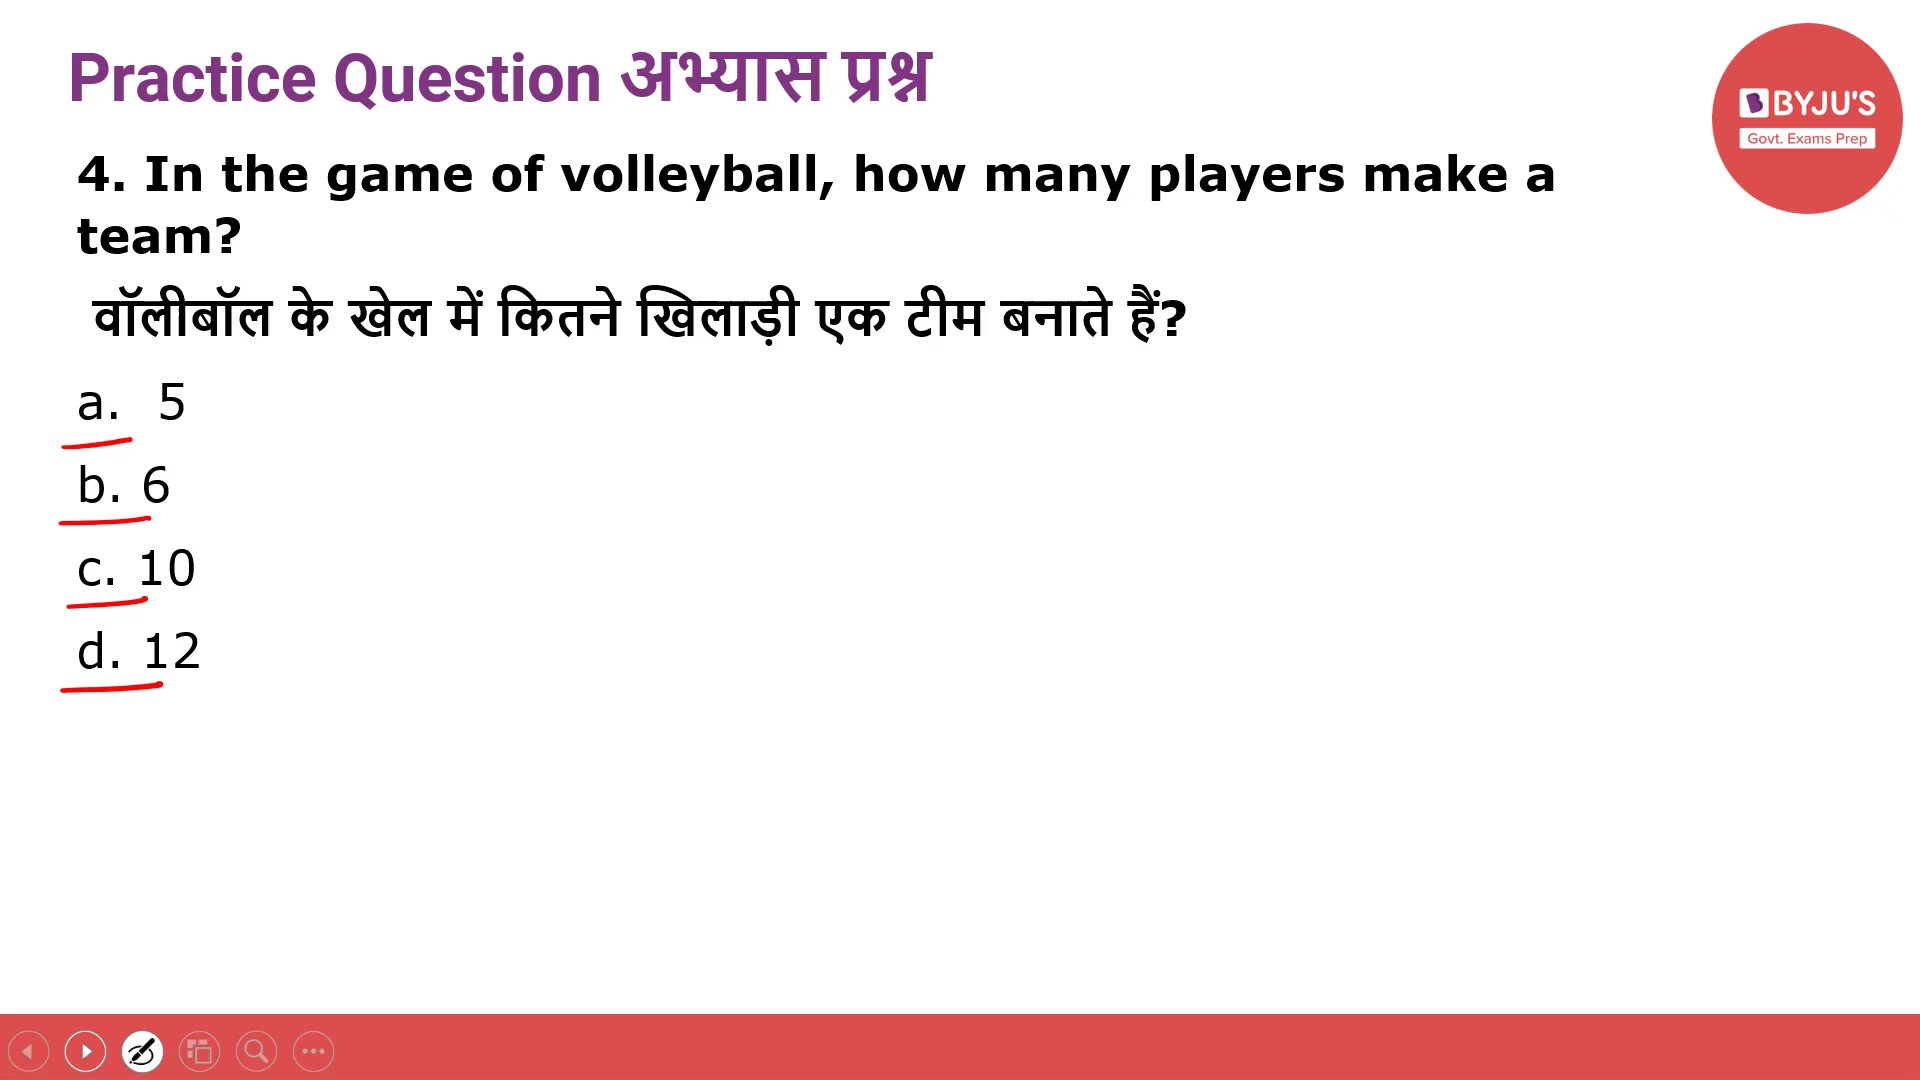 Practice Question अभ्यास प्रश्न
BYJU'S
Govt. Exams Prep
4. In the game of volleyball, how many players make a
team?
वॉलीबॉल के खेल में कितने खिलाड़ी एक टीम बनाते हैं?
a. 5
b. 6
c. 10
d. 12